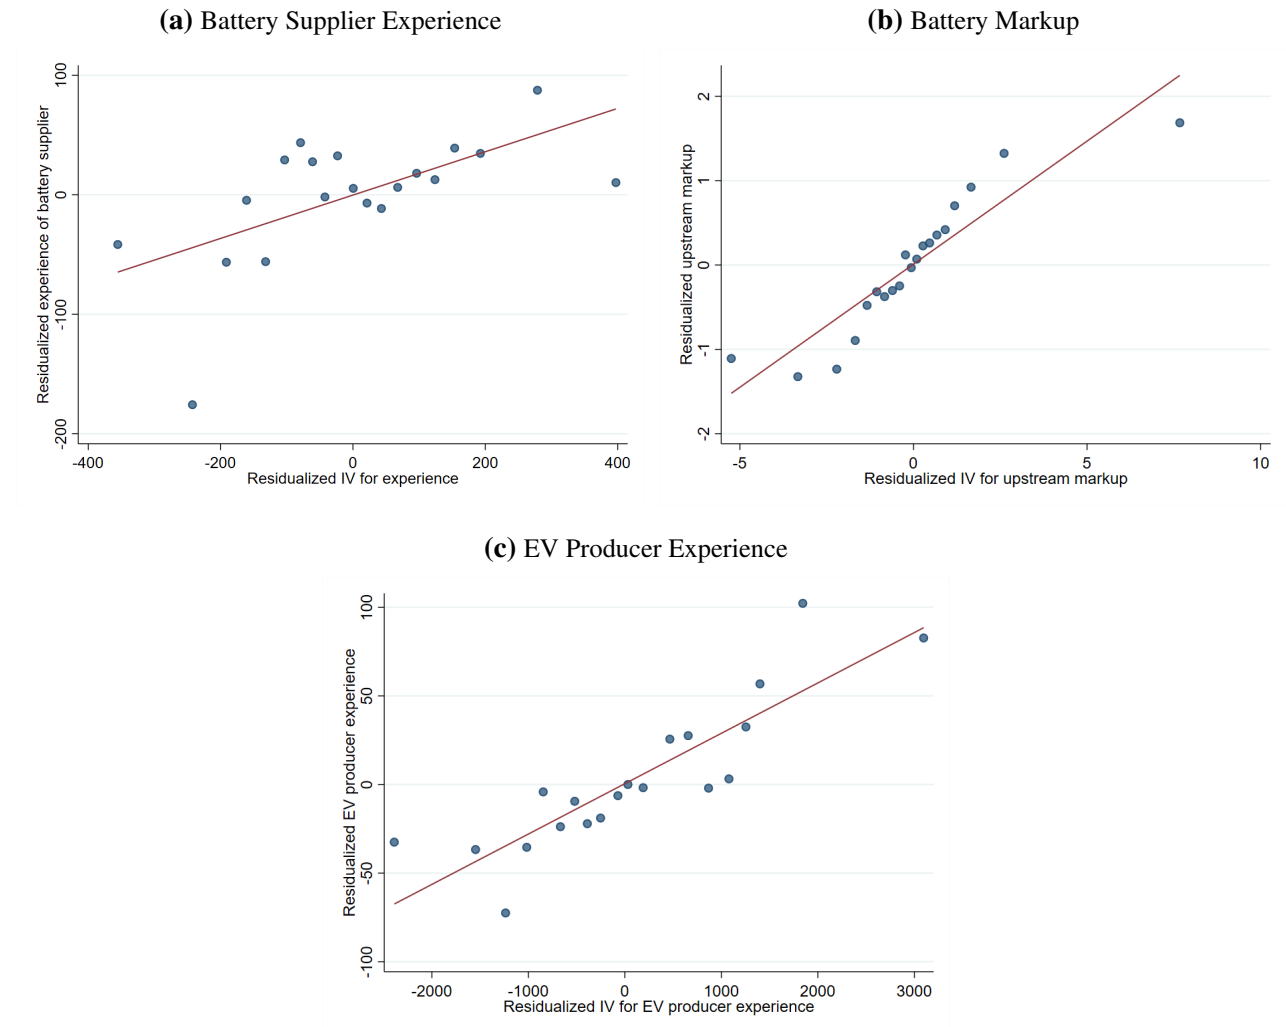 (a) Battery Supplier Experience
Residualized experience of battery supplier
100
0
-100
-200
-400 -200 0 200 400
Residualized IV for experience
(b) Battery Markup
Residualized upstream markup
2
1
0
-1
-2
-5 0 5 10
Residualized IV for upstream markup
(c) EV Producer Experience
Residualized EV producer experience
100
50
0
-50
-100
-2000 -1000 0 1000 2000 3000
Residualized IV for EV producer experience